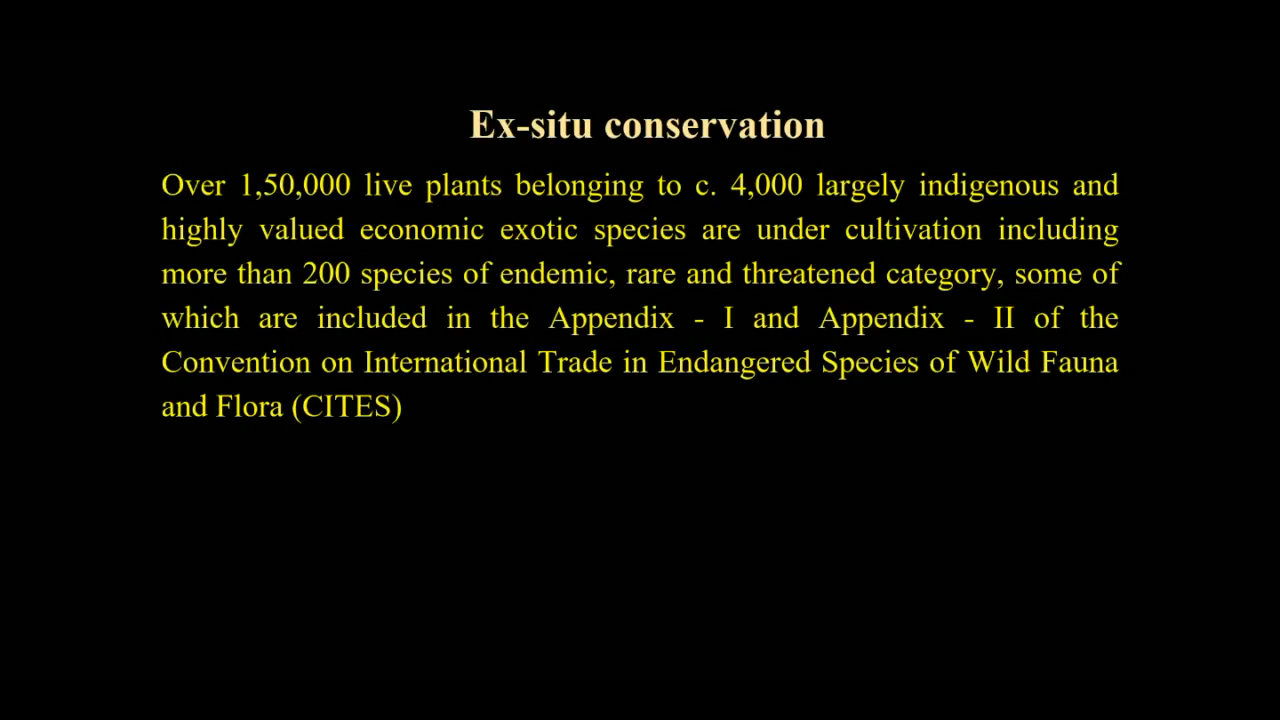 Ex-situ conservation
Over 1,50,000 live plants belonging to c. 4,000 largely indigenous and
highly valued economic exotic species are under cultivation including
more than 200 species of endemic, rare and threatened category, some of
which are included in the Appendix - I and Appendix - II of the
Convention on International Trade in Endangered Species of Wild Fauna
and Flora (CITES)